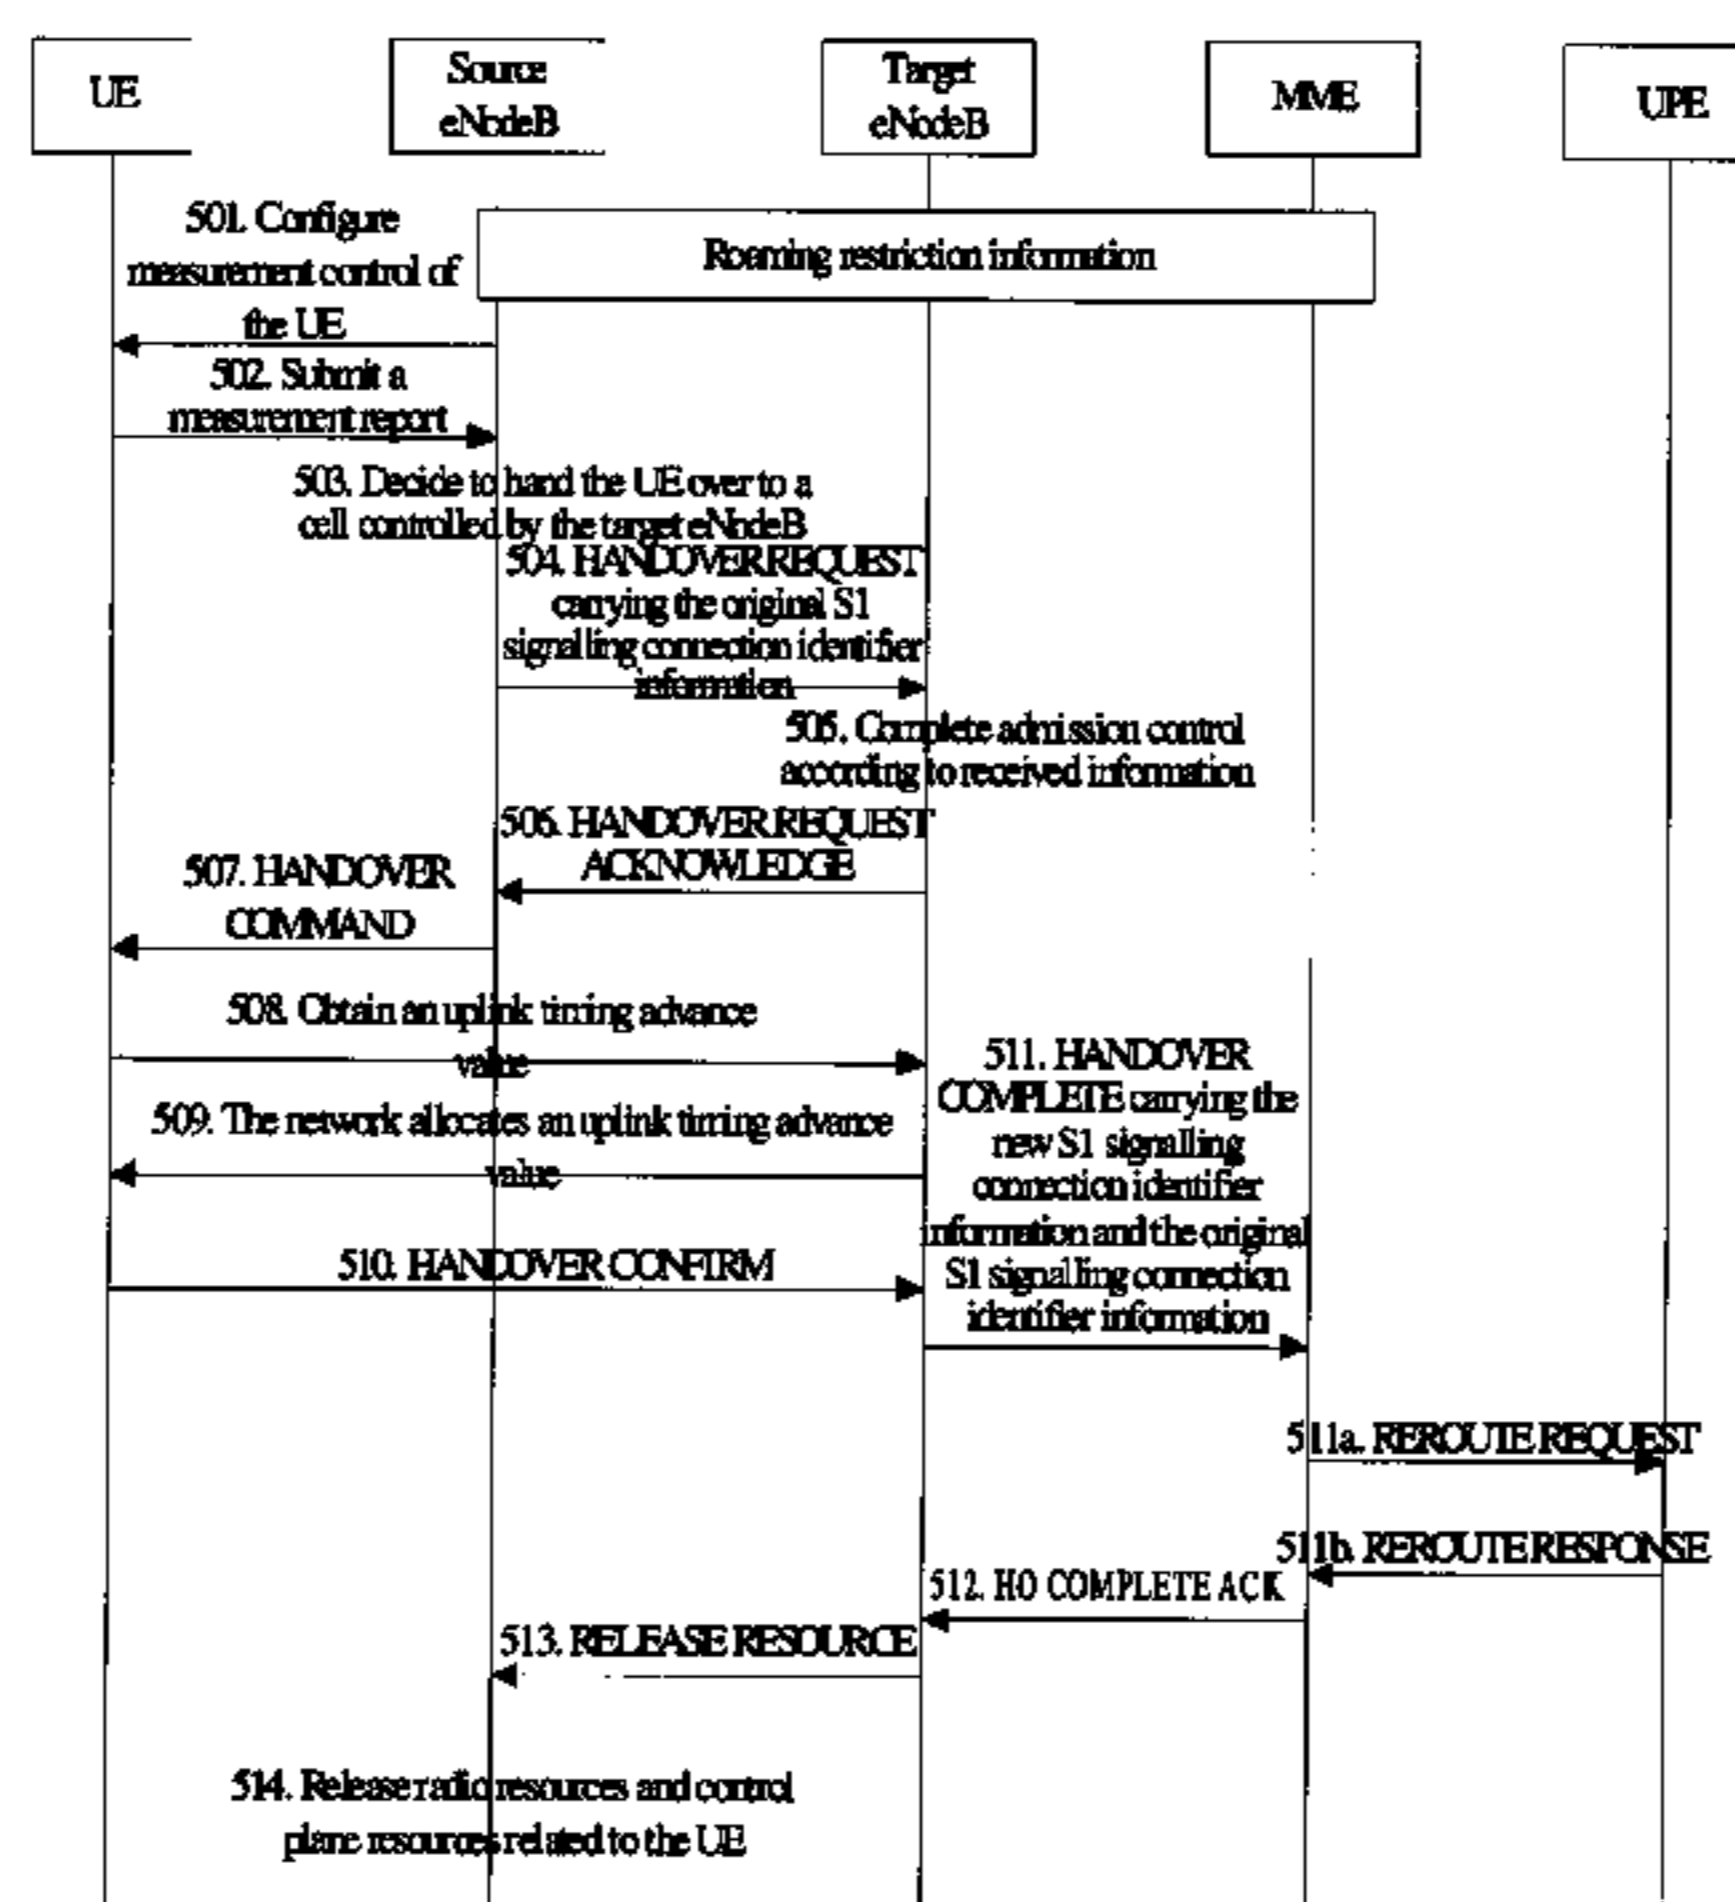 UE
Source
eNodeB
Target
eNodeB
MME
UPE
Roaming restriction information
501. Configure
measurement control of
the UE
502. Submit a
measurement report
503. Decide to hand the UE over to a
cell controlled by the target eNodeB
504. HANDOVER REQUEST
carrying the original S1
signalling connection identifier
information
505. Complete admission control
according to received information
506. HANDOVER REQUEST
ACKNOWLEDGE
507. HANDOVER
COMMAND
508. Obtain an uplink timing advance
value
509. The network allocates an uplink timing advance
value
510. HANDOVER CONFIRM
511. HANDOVER
COMPLETE carrying the
new S1 signalling
connection identifier
information and the original
S1 signalling connection
identifier information
511a. REROUTE REQUEST
511b. REROUTE RESPONSE
512. HO COMPLETE ACK
513. RELEASE RESOURCE
514. Release radio resources and control
plane resources related to the UE